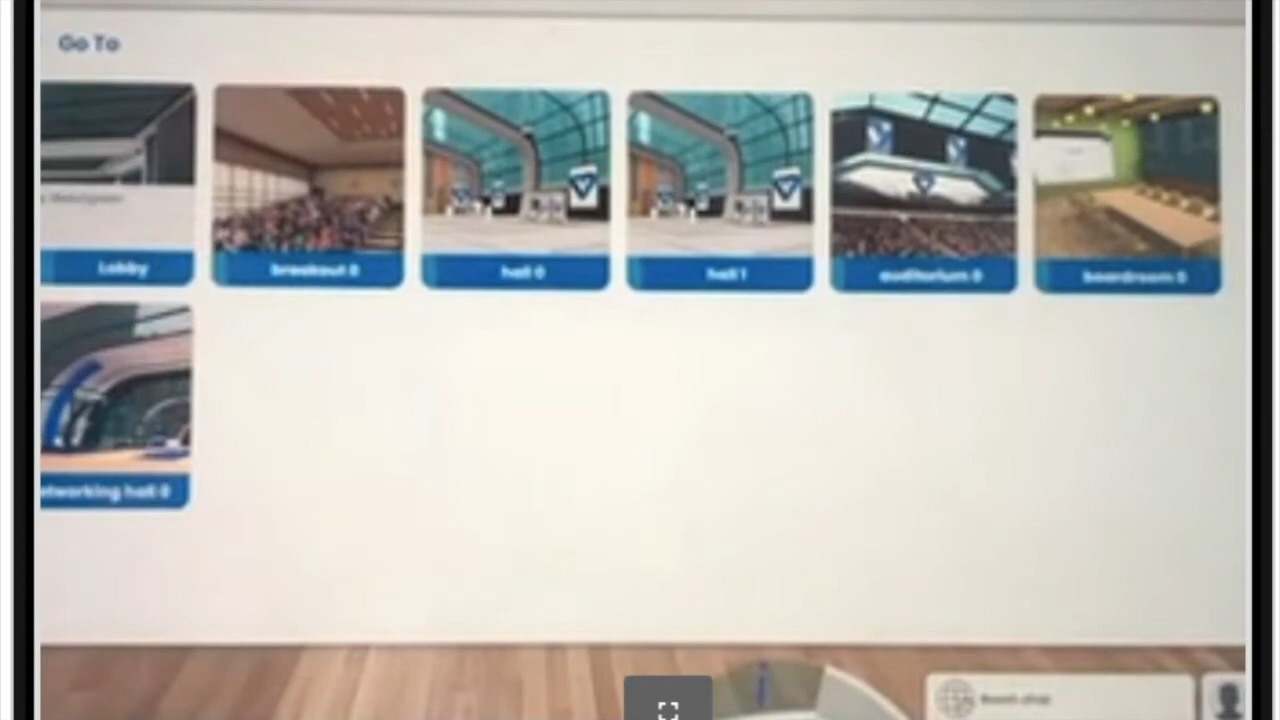 Go To
Lobby
breakout 0
hall 0
hall 1
auditorium 0
boardroom 0
etworking hall 0